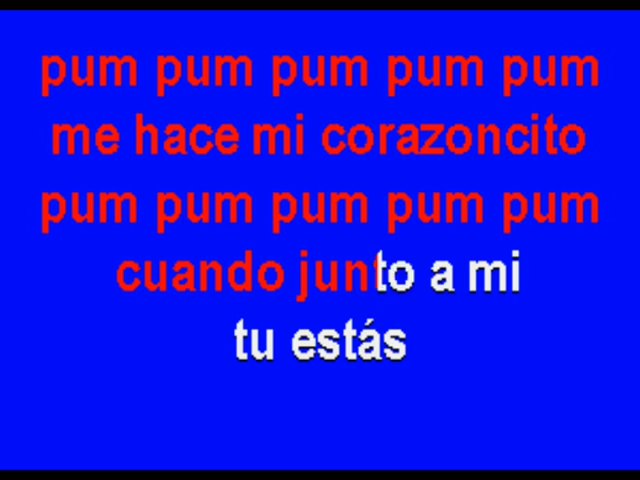 pum pum pum pum pum
me hace mi corazoncito
pum pum pum pum pum
cuando junto a mi
tu estás